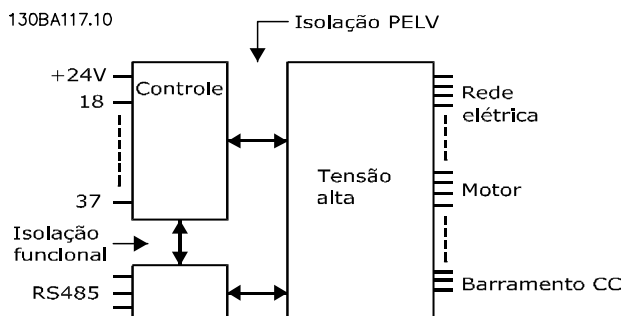 130BA117.10
Isolação PELV
+24V
Controle
18
37
Rede
elétrica
Tensão
alta
Motor
Isolação
funcional
RS485
Barramento CC